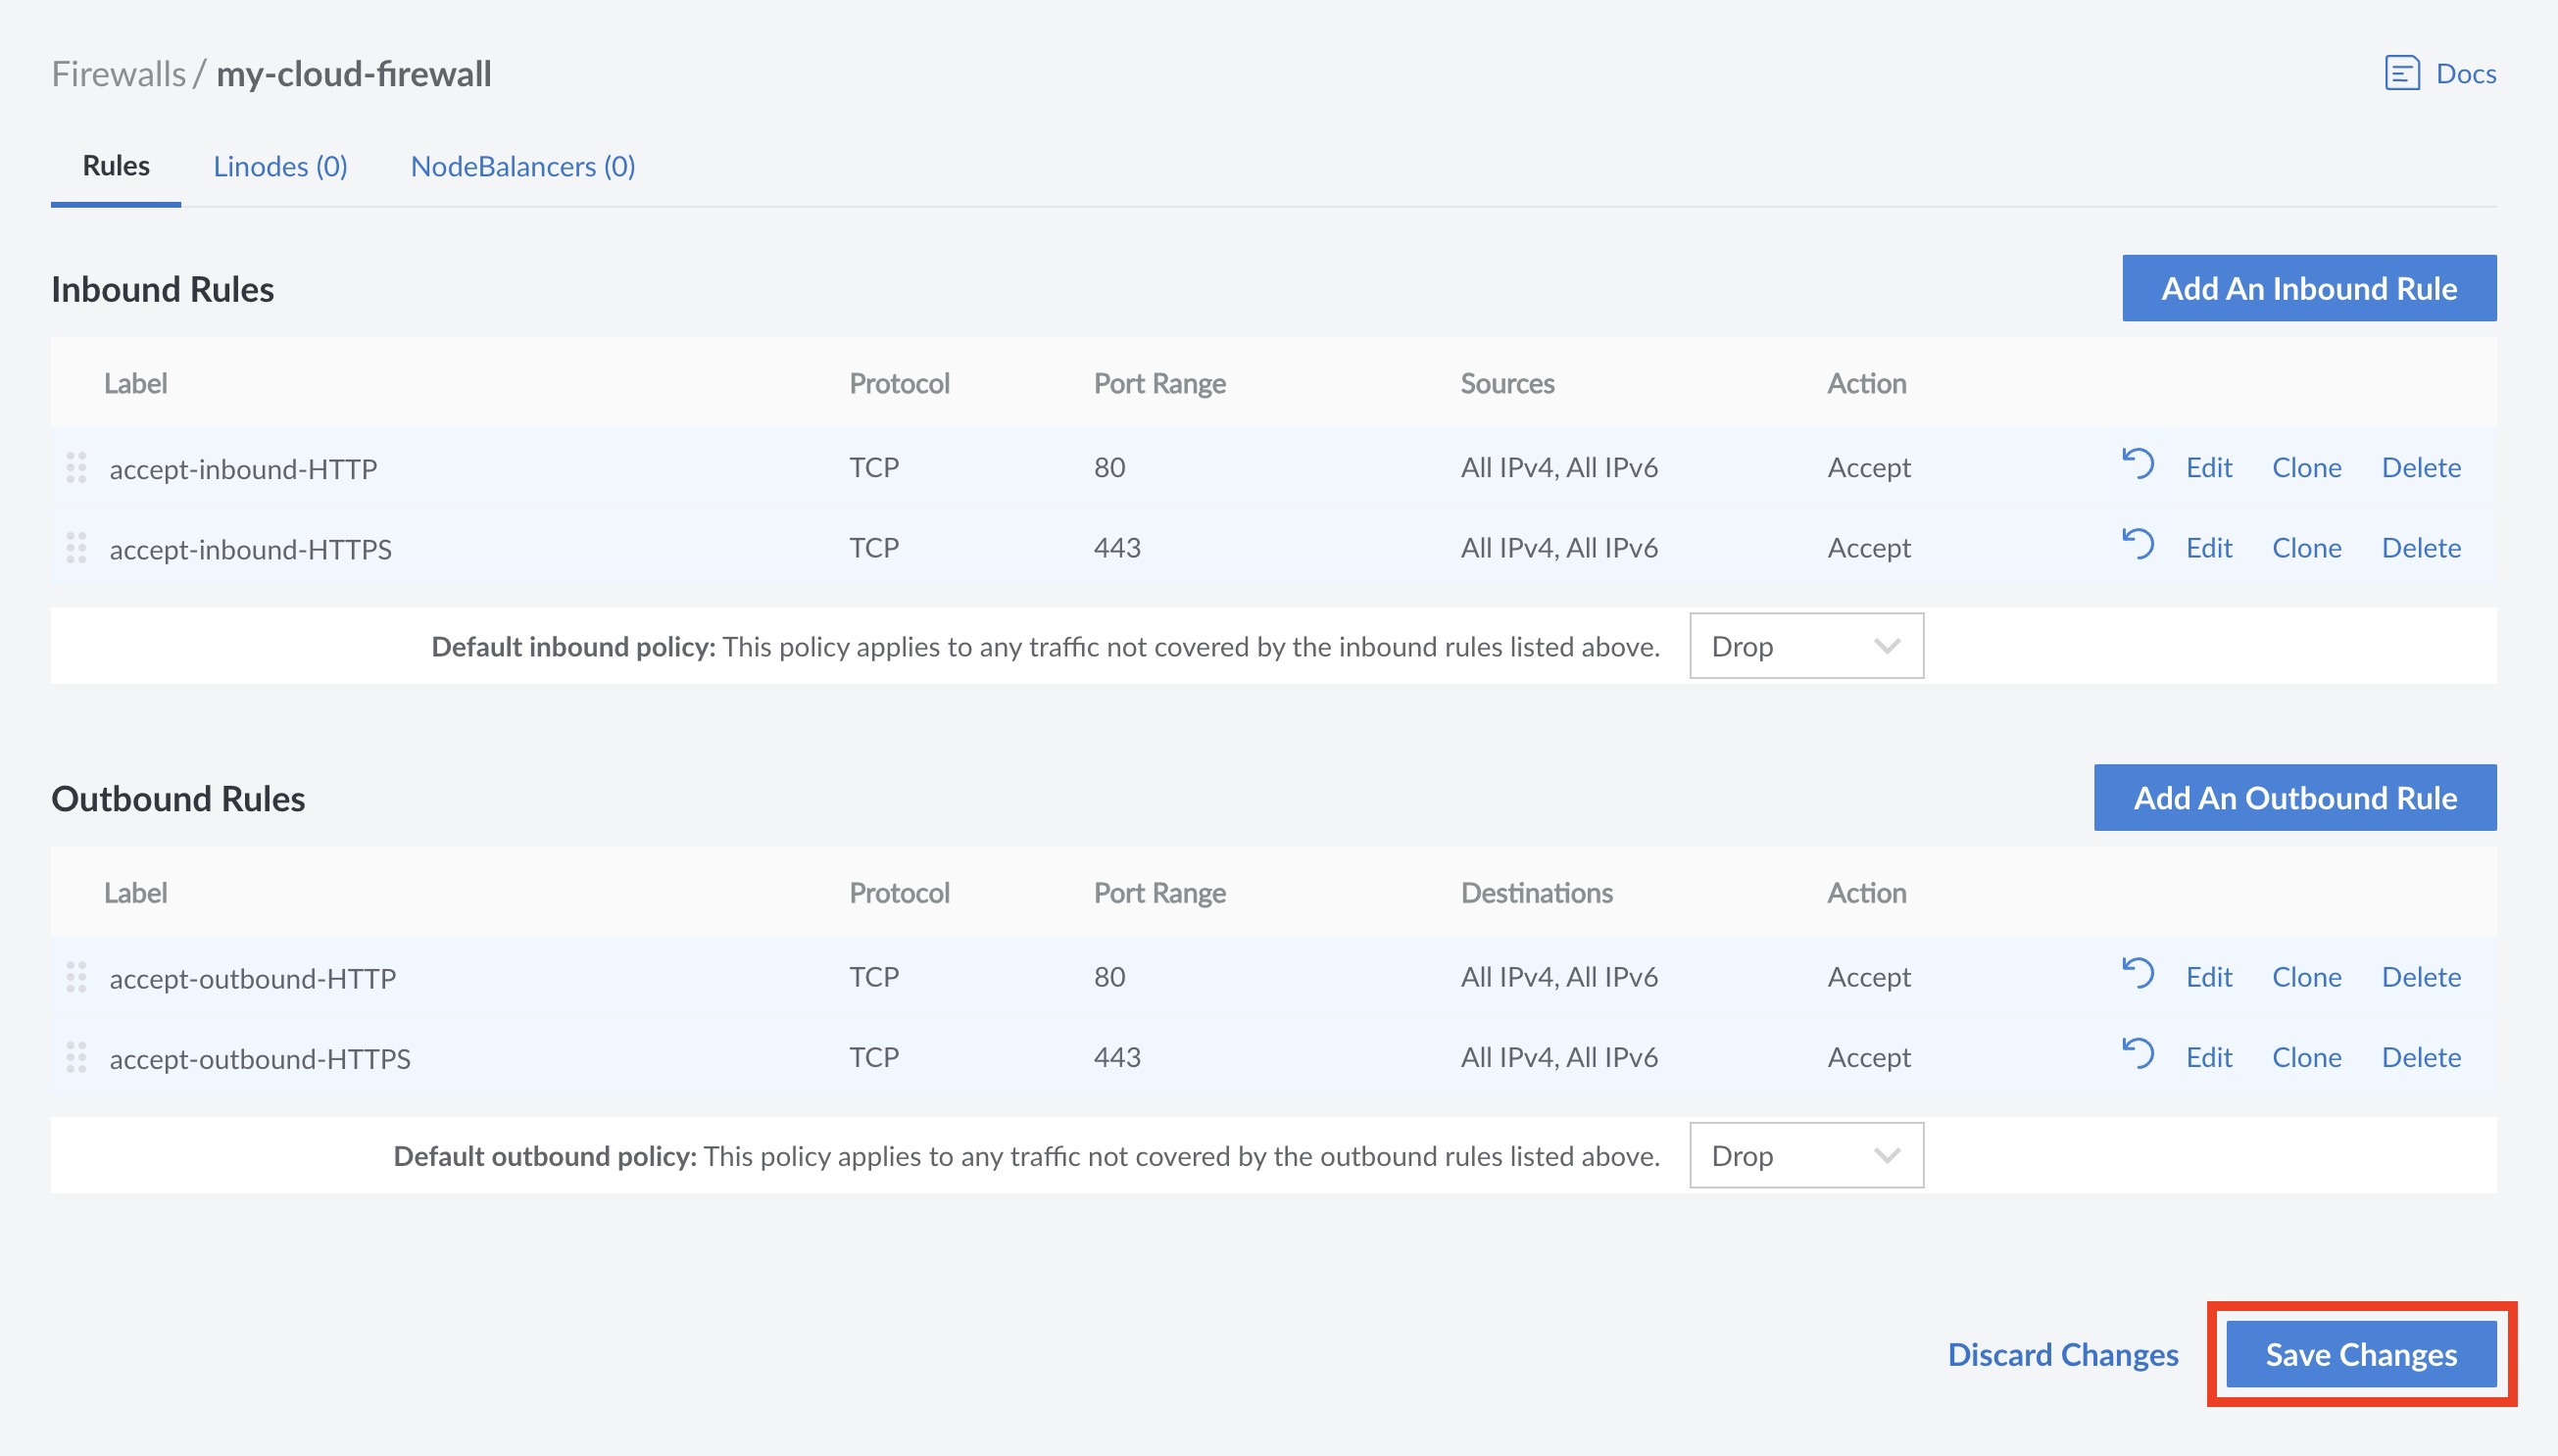 Firewalls / my-cloud-firewall
Docs
Rules Linodes (0) NodeBalancers (0)
Inbound Rules
Add An Inbound Rule
Label Protocol Port Range Sources Action
accept-inbound-HTTP TCP 80 All IPv4, All IPv6 Accept Edit Clone Delete
accept-inbound-HTTPS TCP 443 All IPv4, All IPv6 Accept Edit Clone Delete
Default inbound policy: This policy applies to any traffic not covered by the inbound rules listed above. Drop
Outbound Rules
Add An Outbound Rule
Label Protocol Port Range Destinations Action
accept-outbound-HTTP TCP 80 All IPv4, All IPv6 Accept Edit Clone Delete
accept-outbound-HTTPS TCP 443 All IPv4, All IPv6 Accept Edit Clone Delete
Default outbound policy: This policy applies to any traffic not covered by the outbound rules listed above. Drop
Discard Changes Save Changes